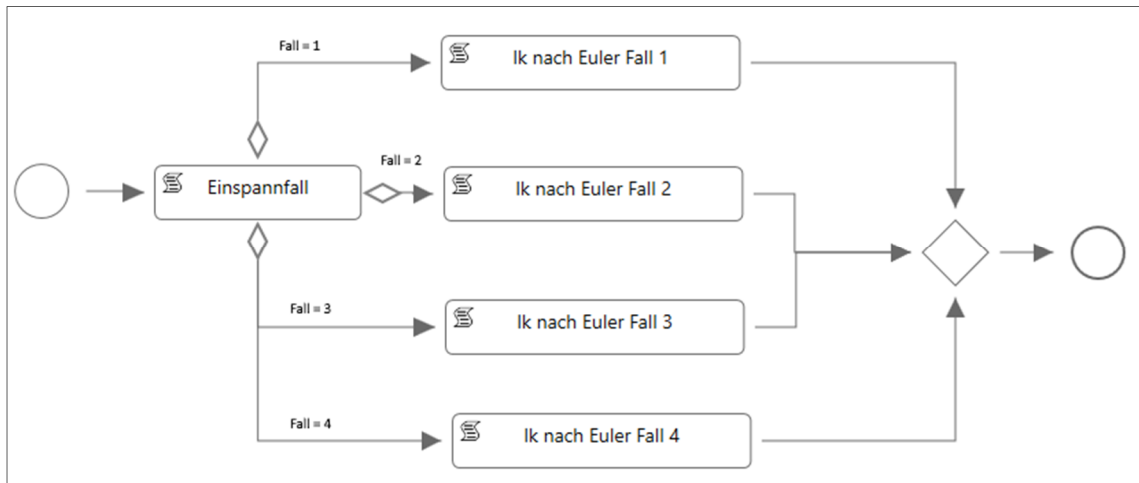 Fall = 1
Ik nach Euler Fall 1
Einspannfall
Fall = 2
Ik nach Euler Fall 2
Fall = 3
Ik nach Euler Fall 3
Fall = 4
Ik nach Euler Fall 4